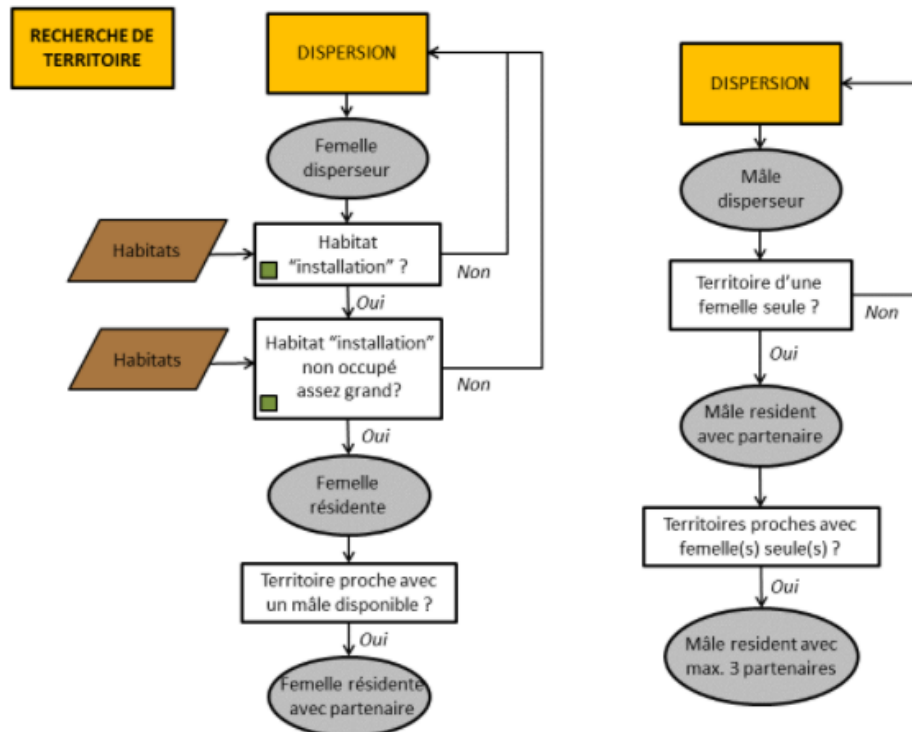 RECHERCHE DE
TERRITOIRE
DISPERSION
Femelle
disperseur
Habitats
Habitat
“installation” ?
Non
Oui
Habitats
Habitat “installation”
non occupé
assez grand?
Non
Oui
Femelle
résidente
Territoire proche avec
un mâle disponible ?
Oui
Femelle résidente
avec partenaire
DISPERSION
Mâle
disperseur
Territoire d’une
femelle seule ?
Non
Oui
Mâle resident
avec partenaire
Territoires proches avec
femelle(s) seule(s) ?
Oui
Mâle resident avec
max. 3 partenaires